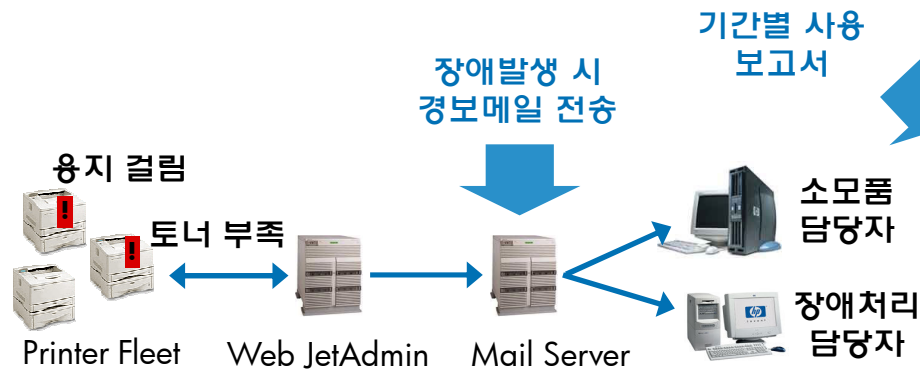 기간별 사용
보고서
장애발생 시
경보메일 전송
용지 걸림
!
토너 부족
!
소모품
담당자
장애처리
담당자
Printer Fleet
Web JetAdmin
Mail Server
hp